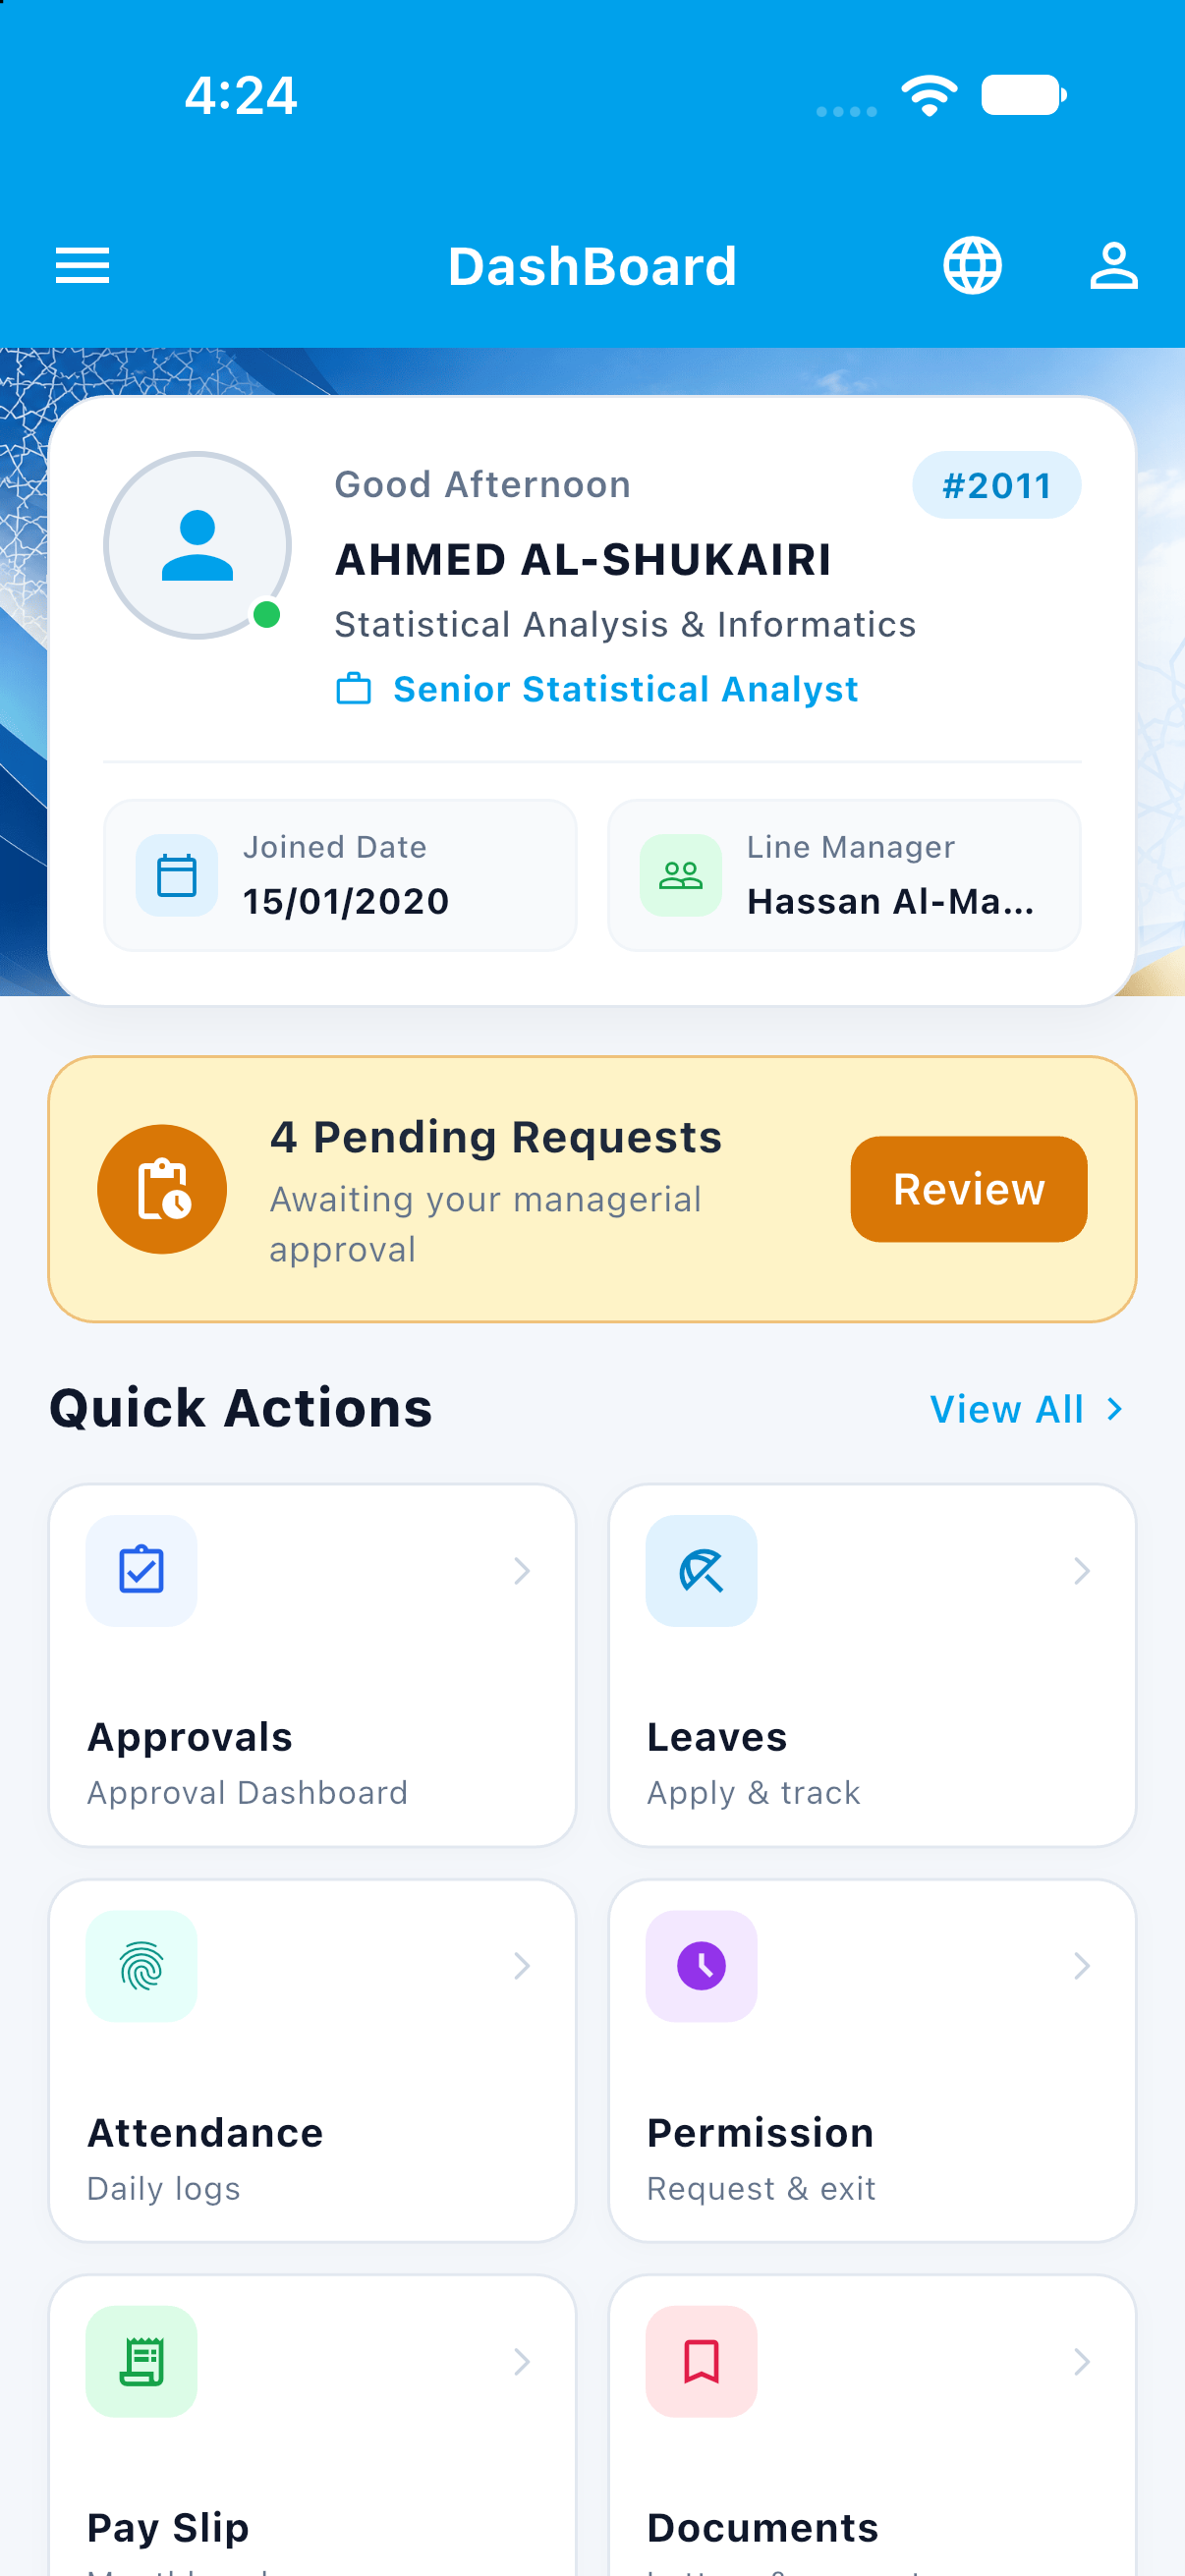 4:24
DashBoard
Good Afternoon
#2011
AHMED AL-SHUKAIRI
Statistical Analysis & Informatics
Senior Statistical Analyst
Joined Date
15/01/2020
Line Manager
Hassan Al-Ma...
4 Pending Requests
Awaiting your managerial
approval
Review
Quick Actions
View All
Approvals
Approval Dashboard
Leaves
Apply & track
Attendance
Daily logs
Permission
Request & exit
Pay Slip
Documents